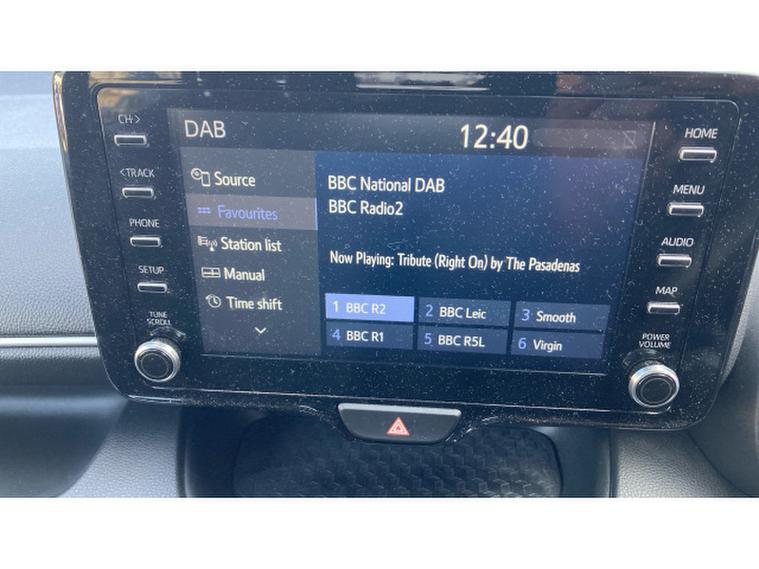 CH>
DAB
12:40
HOME
<TRACK
Source
BBC National DAB
MENU
Favourites
BBC Radio2
PHONE
Station list
AUDIO
Now Playing: Tribute (Right On) by The Pasadenas
SETUP
Manual
MAP
TUNE
SCROLL
Time shift
1 BBC R2
2 BBC Leic
3 Smooth
4 BBC R1
5 BBC R5L
6 Virgin
POWER
VOLUME